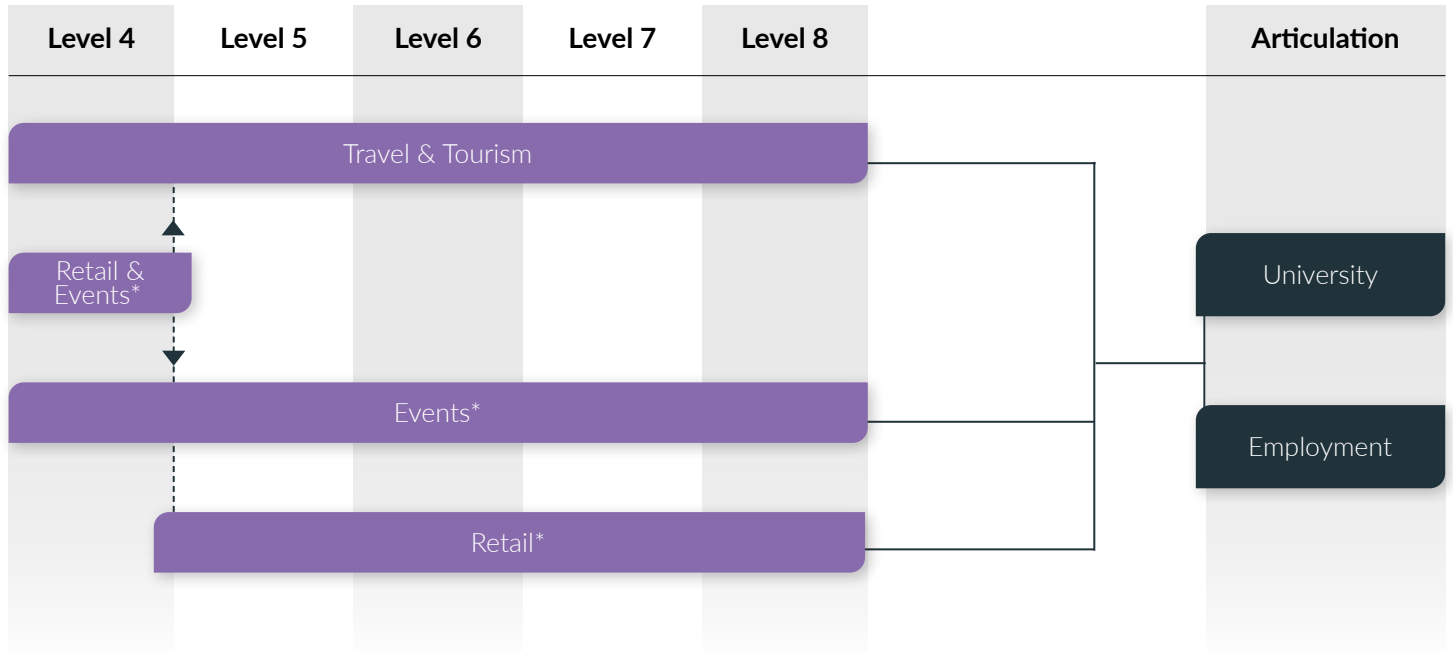 Level 4 Level 5 Level 6 Level 7 Level 8 Articulation
Travel & Tourism
Retail &
Events*
University
Events*
Employment
Retail*